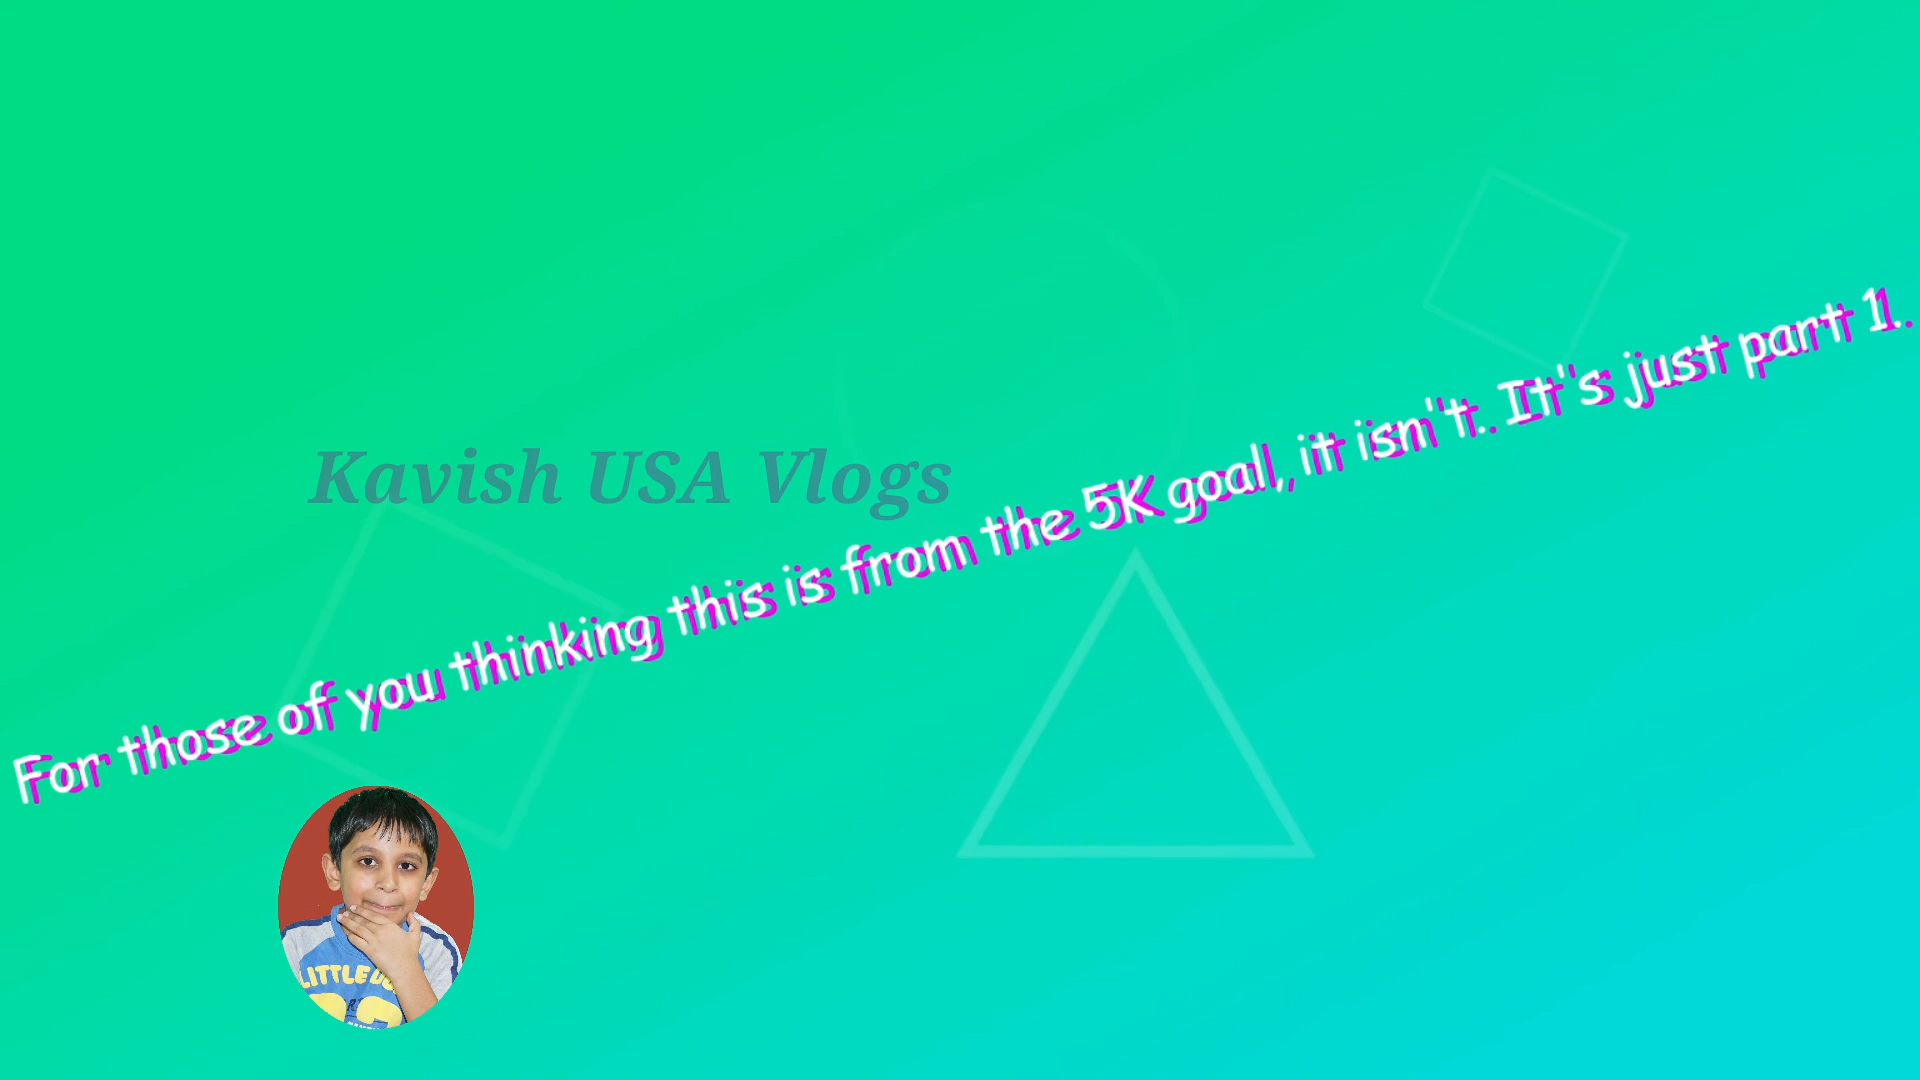 Kavish USA Vlogs
For those of you thinking this is from the 5K goal, it isn't. It's just part 1.
LITTLE